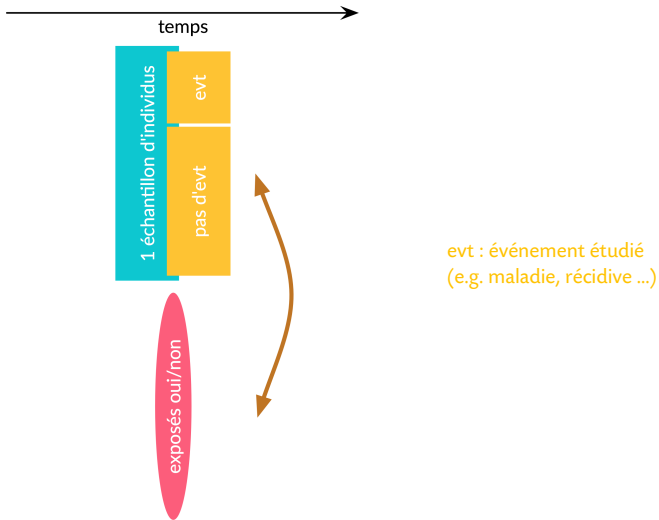 temps
1 échantillon d'individus
evt
pas d'evt
evt : événement étudié
(e.g. maladie, récidive ...)
exposés oui/non